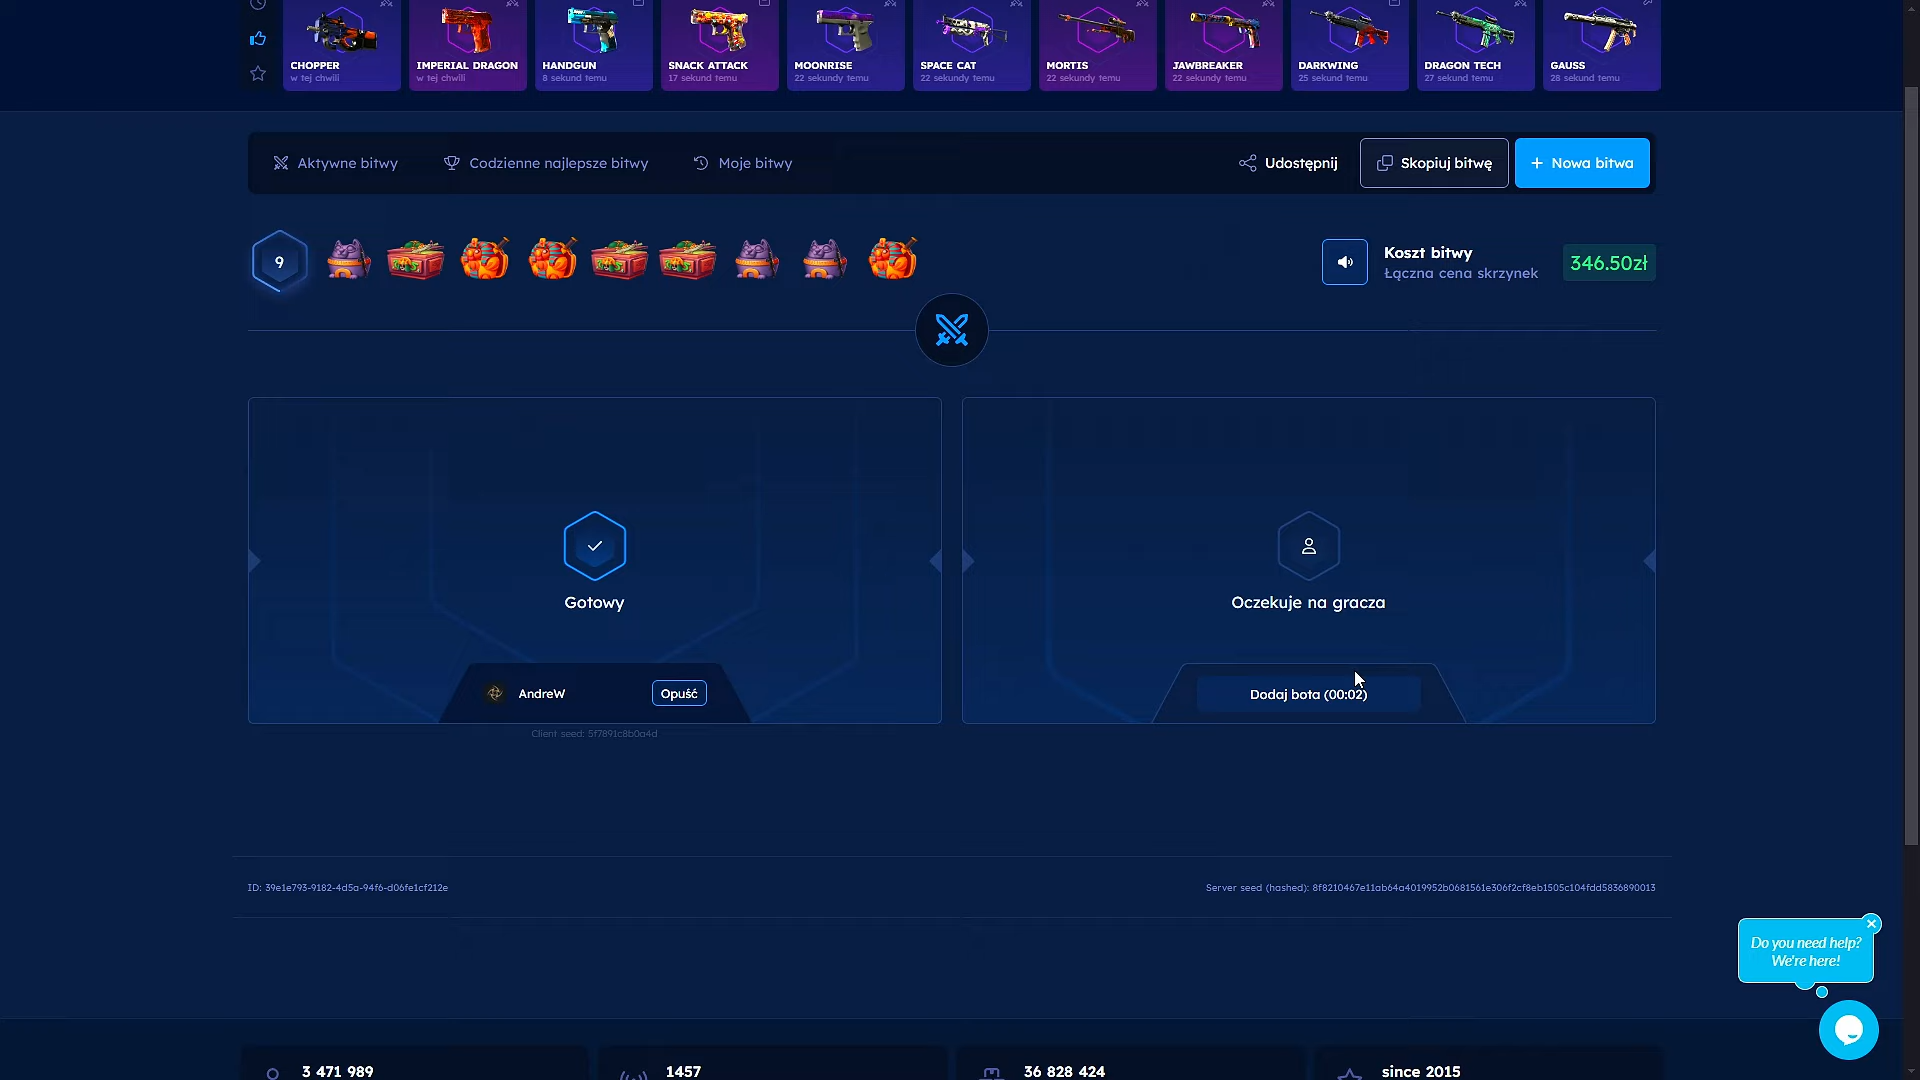 CHOPPER
w tej chwili
IMPERIAL DRAGON
w tej chwili
HANDGUN
8 sekund temu
SNACK ATTACK
17 sekund temu
MOONRISE
22 sekundy temu
SPACE CAT
22 sekundy temu
MORTIS
22 sekundy temu
JAWBREAKER
22 sekundy temu
DARKWING
25 sekund temu
DRAGON TECH
27 sekund temu
GAUSS
28 sekund temu
Aktywne bitwy
Codzienne najlepsze bitwy
Moje bitwy
Udostępnij
Skopiuj bitwę
+ Nowa bitwa
9
Koszt bitwy
Łączna cena skrzynek
346.50zł
Gotowy
Oczekuje na gracza
AndreW
Opuść
Dodaj bota (00:02)
Client seed: 5f7891c8b0a4d
ID: 39e1e793-9182-4d5a-94f6-d06fe1cf212e
Server seed (hashed): 8f8210467e11ab64a4019952b0681561e306f2cf8eb1505c104fdd5836890013
Do you need help?
We're here!
3 471 989
1457
36 828 424
since 2015